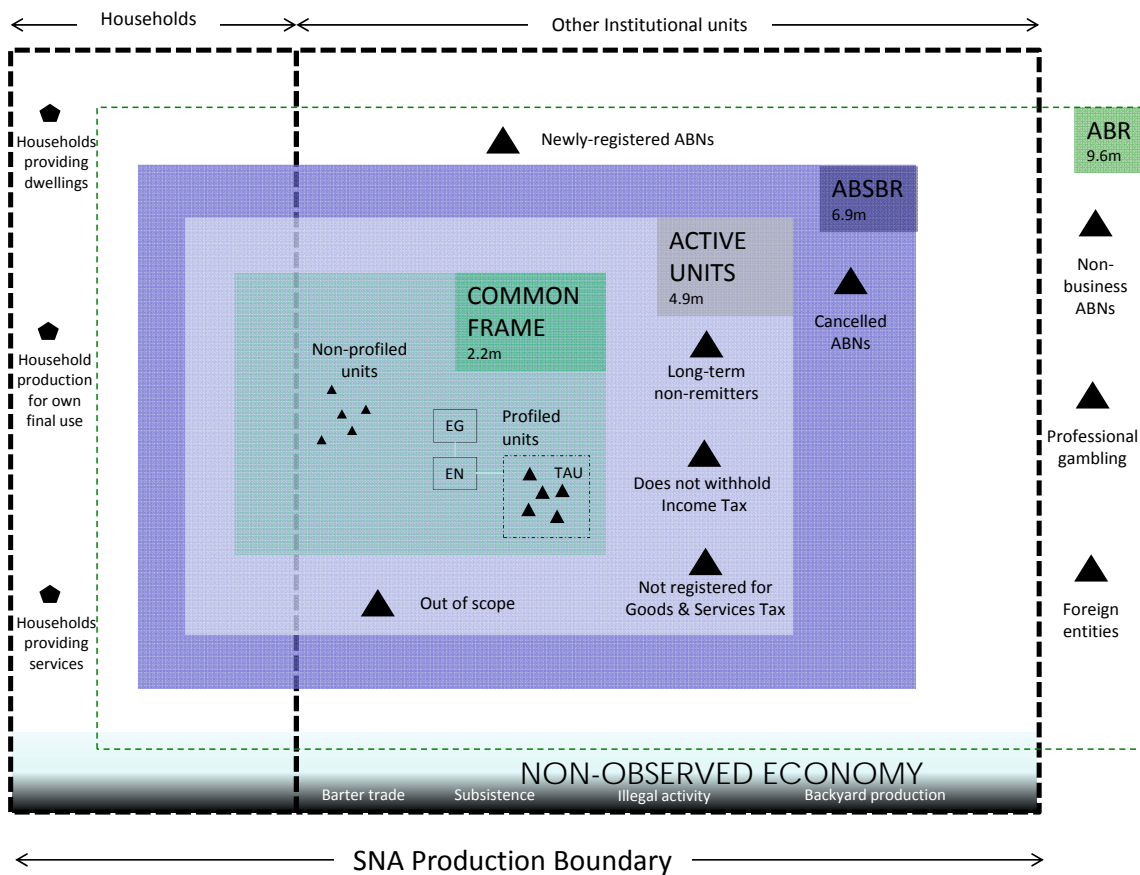 Households
Other Institutional units
Households
providing
dwellings
Newly-registered ABNs
ABR
9.6m
ABSBR
6.9m
ACTIVE
UNITS
4.9m
Non-
business
ABNs
COMMON
FRAME
2.2m
Cancelled
ABNs
Household
production
for own
final use
Non-profiled
units
Long-term
non-remitters
Professional
gambling
EG
Profiled
units
EN
TAU
Does not withhold
Income Tax
Not registered for
Goods & Services Tax
Out of scope
Households
providing
services
Foreign
entities
NON-OBSERVED ECONOMY
Barter trade
Subsistence
Illegal activity
Backyard production
SNA Production Boundary